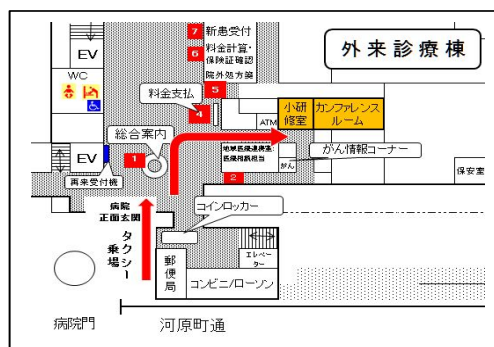 外来診療棟
7 新患受付
6 料金計算・
保険証確認
院外処方箋
5
EV
WC
料金支払
4
ATM
小研
修室
カンファレンス
ルーム
総合案内
1
地域医療連携室:
医療相談担当
がん情報コーナー
がん
EV
2
保安室
再来受付機
病院
正面玄関
コインロッカー
タクシー
乗場
郵便局
エレベー
ター
コンビニ/ローソン
病院門
河原町通